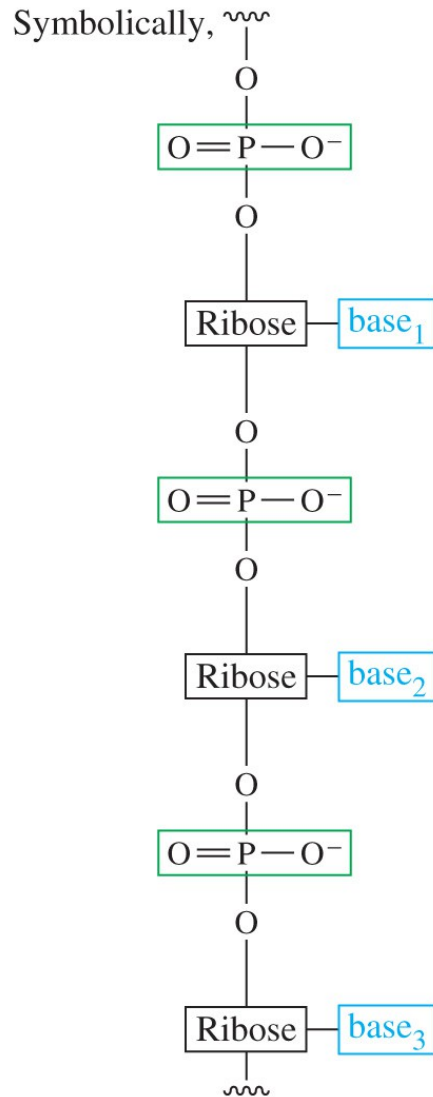 Symbolically,
O
O=P—O⁻
O
Ribose—base₁
O
O=P—O⁻
O
Ribose—base₂
O
O=P—O⁻
O
Ribose—base₃